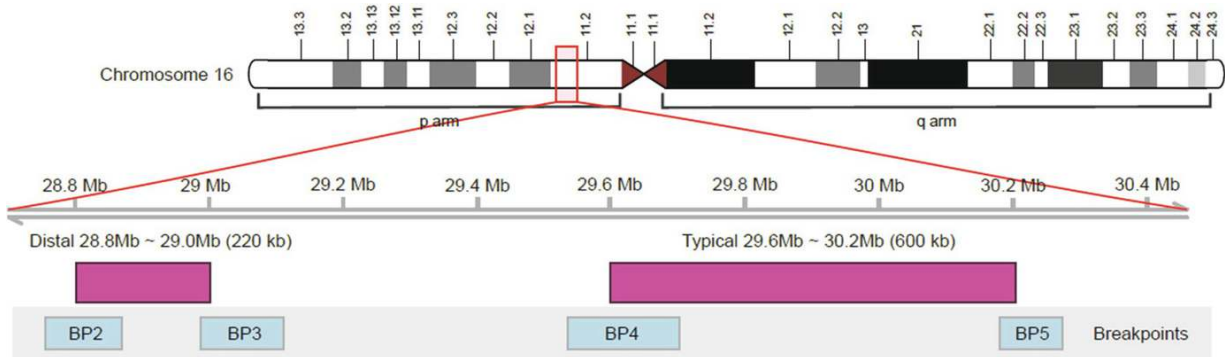 13.3 13.2 13.13 13.12 13.11 12.3 12.2 12.1 11.2 11.1 11.1 11.2 12.1 12.2 13 21 22.1 22.2 22.3 23.1 23.2 23.3 24.1 24.2 24.3
Chromosome 16
p arm q arm
28.8 Mb 29 Mb 29.2 Mb 29.4 Mb 29.6 Mb 29.8 Mb 30 Mb 30.2 Mb 30.4 Mb
Distal 28.8Mb ~ 29.0Mb (220 kb) Typical 29.6Mb ~ 30.2Mb (600 kb)
BP2 BP3 BP4 BP5 Breakpoints